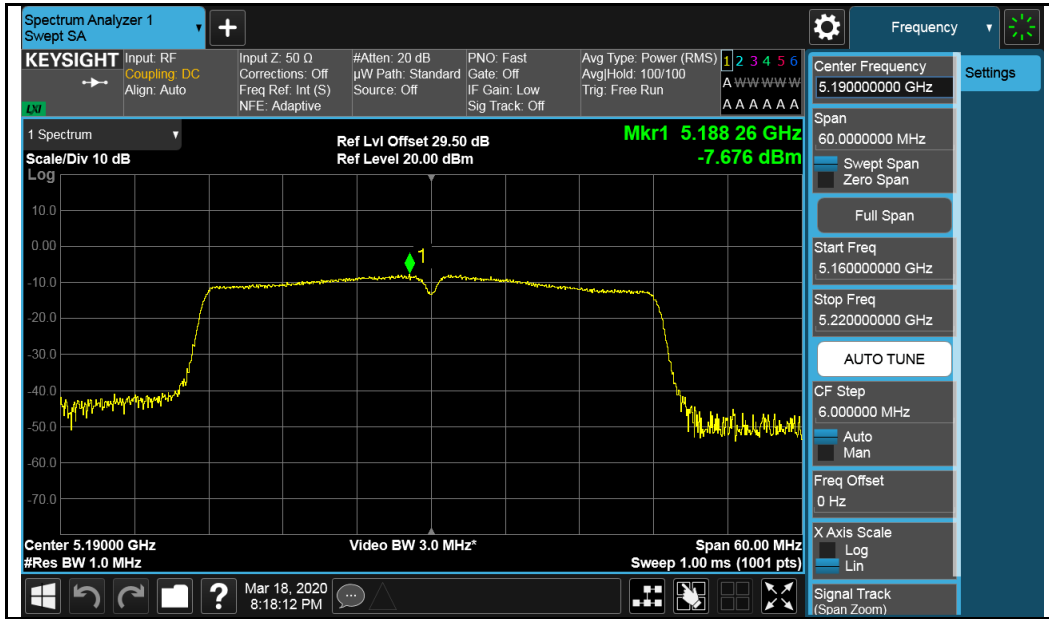 Spectrum Analyzer 1
Swept SA
+
Frequency
KEYSIGHT
Input: RF
Coupling: DC
Align: Auto
LXI
Input Z: 50 Ω
Corrections: Off
Freq Ref: Int (S)
NFE: Adaptive
#Atten: 20 dB
µW Path: Standard
Source: Off
PNO: Fast
Gate: Off
IF Gain: Low
Sig Track: Off
Avg Type: Power (RMS)
Avg|Hold: 100/100
Trig: Free Run
1 2 3 4 5 6
A W W W W W
A A A A A A
1 Spectrum
Scale/Div 10 dB
Log
Ref Lvl Offset 29.50 dB
Ref Level 20.00 dBm
Mkr1 5.188 26 GHz
-7.676 dBm
10.0
0.00
-10.0
-20.0
-30.0
-40.0
-50.0
-60.0
-70.0
1
Center 5.19000 GHz
#Res BW 1.0 MHz
Video BW 3.0 MHz*
Span 60.00 MHz
Sweep 1.00 ms (1001 pts)
?
Mar 18, 2020
8:18:12 PM
Center Frequency
5.190000000 GHz
Settings
Span
60.0000000 MHz
Swept Span
Zero Span
Full Span
Start Freq
5.160000000 GHz
Stop Freq
5.220000000 GHz
AUTO TUNE
CF Step
6.000000 MHz
Auto
Man
Freq Offset
0 Hz
X Axis Scale
Log
Lin
Signal Track
(Span Zoom)